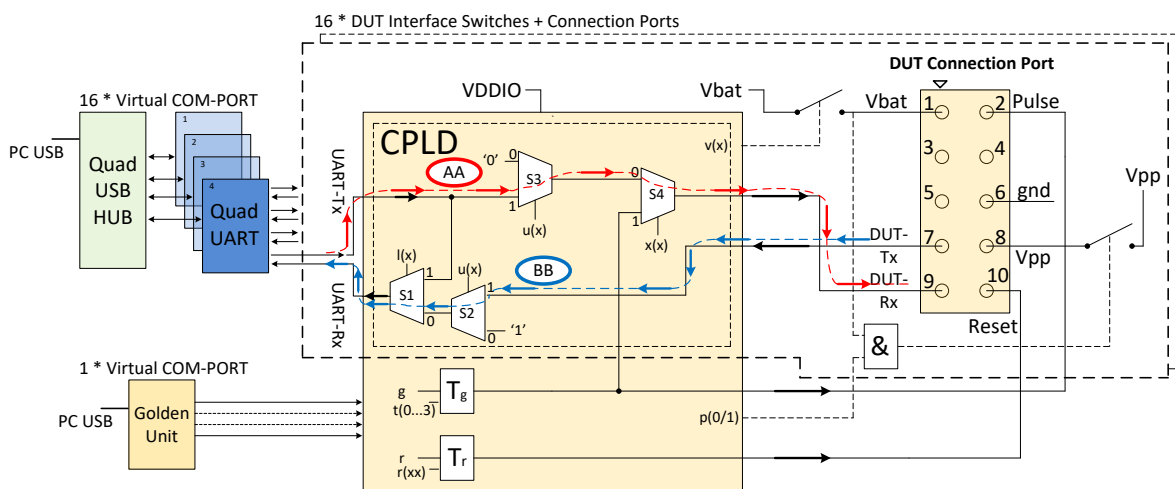 16 * DUT Interface Switches + Connection Ports
DUT Connection Port
16 * Virtual COM-PORT
VDDIO
Vbat
Vbat
1
2
Pulse
1
2
3
4
PC USB
Quad
USB
HUB
Quad
UART
UART-Tx
UART-Rx
CPLD
AA
'0'
0
1
S3
u(x)
0
1
S4
x(x)
v(x)
3
4
5
6
gnd
Vpp
DUT-
Tx
7
8
Vpp
DUT-
Rx
9
10
Reset
l(x)
1
0
S1
u(x)
1
0
S2
'1'
BB
&
1 * Virtual COM-PORT
PC USB
Golden
Unit
g
t(0...3)
Tg
p(0/1)
r
r(xx)
Tr